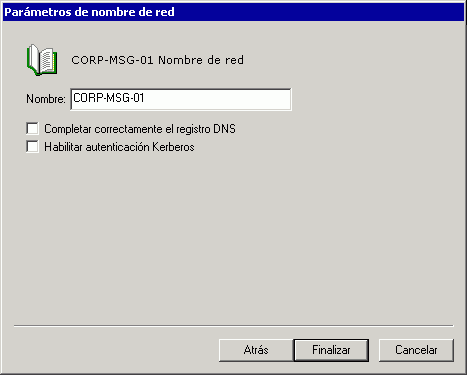 Parámetros de nombre de red
CORP-MSG-01 Nombre de red
Nombre: CORP-MSG-01
Completar correctamente el registro DNS
Habilitar autenticación Kerberos
Atrás Finalizar Cancelar